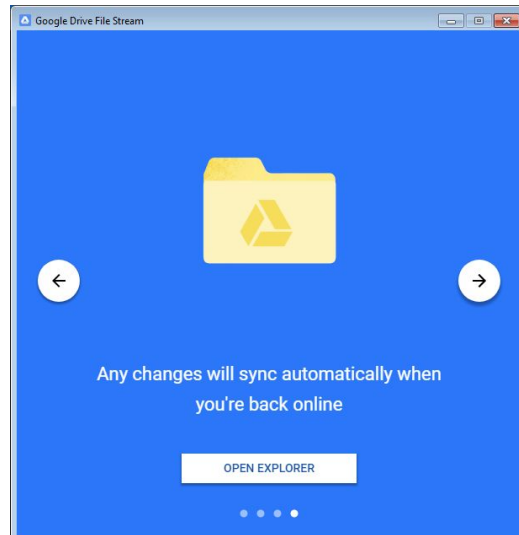 Google Drive File Stream
Any changes will sync automatically when
you're back online
OPEN EXPLORER